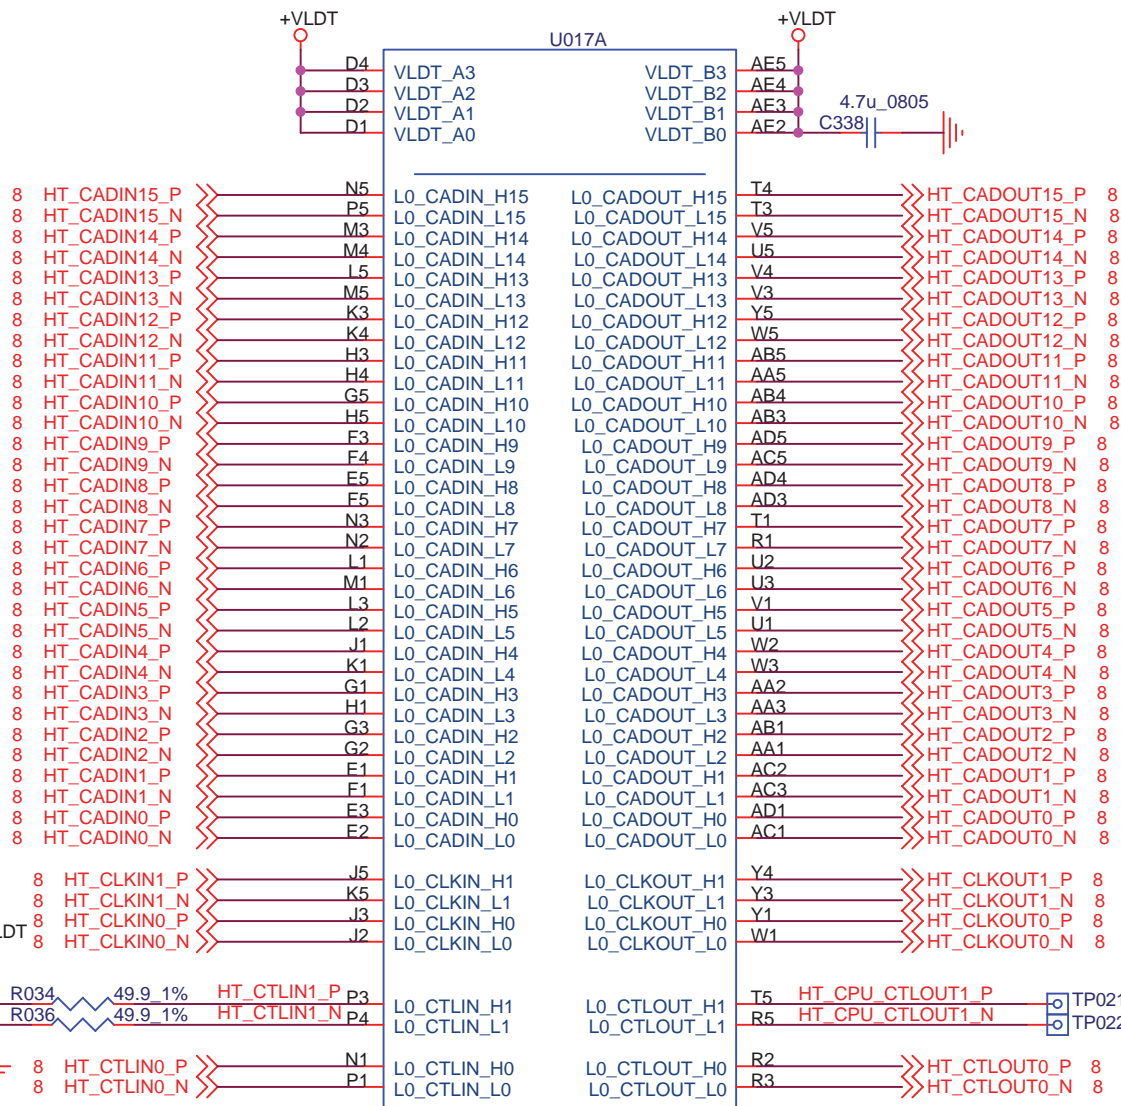 +VLDT +VLDT
U017A
D4 VLDT_A3 VLDT_B3 AE5
D3 VLDT_A2 VLDT_B2 AE4
D2 VLDT_A1 VLDT_B1 AE3 4.7u_0805
D1 VLDT_A0 VLDT_B0 AE2 C338
8 HT_CADIN15_P N5 L0_CADIN_H15 L0_CADOUT_H15 T4 HT_CADOUT15_P 8
8 HT_CADIN15_N P5 L0_CADIN_L15 L0_CADOUT_L15 T3 HT_CADOUT15_N 8
8 HT_CADIN14_P M3 L0_CADIN_H14 L0_CADOUT_H14 V5 HT_CADOUT14_P 8
8 HT_CADIN14_N M4 L0_CADIN_L14 L0_CADOUT_L14 U5 HT_CADOUT14_N 8
8 HT_CADIN13_P L5 L0_CADIN_H13 L0_CADOUT_H13 V4 HT_CADOUT13_P 8
8 HT_CADIN13_N M5 L0_CADIN_L13 L0_CADOUT_L13 V3 HT_CADOUT13_N 8
8 HT_CADIN12_P K3 L0_CADIN_H12 L0_CADOUT_H12 Y5 HT_CADOUT12_P 8
8 HT_CADIN12_N K4 L0_CADIN_L12 L0_CADOUT_L12 W5 HT_CADOUT12_N 8
8 HT_CADIN11_P H3 L0_CADIN_H11 L0_CADOUT_H11 AB5 HT_CADOUT11_P 8
8 HT_CADIN11_N H4 L0_CADIN_L11 L0_CADOUT_L11 AA5 HT_CADOUT11_N 8
8 HT_CADIN10_P G5 L0_CADIN_H10 L0_CADOUT_H10 AB4 HT_CADOUT10_P 8
8 HT_CADIN10_N H5 L0_CADIN_L10 L0_CADOUT_L10 AB3 HT_CADOUT10_N 8
8 HT_CADIN9_P F3 L0_CADIN_H9 L0_CADOUT_H9 AD5 HT_CADOUT9_P 8
8 HT_CADIN9_N F4 L0_CADIN_L9 L0_CADOUT_L9 AC5 HT_CADOUT9_N 8
8 HT_CADIN8_P E5 L0_CADIN_H8 L0_CADOUT_H8 AD4 HT_CADOUT8_P 8
8 HT_CADIN8_N F5 L0_CADIN_L8 L0_CADOUT_L8 AD3 HT_CADOUT8_N 8
8 HT_CADIN7_P N3 L0_CADIN_H7 L0_CADOUT_H7 T1 HT_CADOUT7_P 8
8 HT_CADIN7_N N2 L0_CADIN_L7 L0_CADOUT_L7 R1 HT_CADOUT7_N 8
8 HT_CADIN6_P L1 L0_CADIN_H6 L0_CADOUT_H6 U2 HT_CADOUT6_P 8
8 HT_CADIN6_N M1 L0_CADIN_L6 L0_CADOUT_L6 U3 HT_CADOUT6_N 8
8 HT_CADIN5_P L3 L0_CADIN_H5 L0_CADOUT_H5 V1 HT_CADOUT5_P 8
8 HT_CADIN5_N L2 L0_CADIN_L5 L0_CADOUT_L5 U1 HT_CADOUT5_N 8
8 HT_CADIN4_P J1 L0_CADIN_H4 L0_CADOUT_H4 W2 HT_CADOUT4_P 8
8 HT_CADIN4_N K1 L0_CADIN_L4 L0_CADOUT_L4 W3 HT_CADOUT4_N 8
8 HT_CADIN3_P G1 L0_CADIN_H3 L0_CADOUT_H3 AA2 HT_CADOUT3_P 8
8 HT_CADIN3_N H1 L0_CADIN_L3 L0_CADOUT_L3 AA3 HT_CADOUT3_N 8
8 HT_CADIN2_P G3 L0_CADIN_H2 L0_CADOUT_H2 AB1 HT_CADOUT2_P 8
8 HT_CADIN2_N G2 L0_CADIN_L2 L0_CADOUT_L2 AA1 HT_CADOUT2_N 8
8 HT_CADIN1_P E1 L0_CADIN_H1 L0_CADOUT_H1 AC2 HT_CADOUT1_P 8
8 HT_CADIN1_N F1 L0_CADIN_L1 L0_CADOUT_L1 AC3 HT_CADOUT1_N 8
8 HT_CADIN0_P E3 L0_CADIN_H0 L0_CADOUT_H0 AD1 HT_CADOUT0_P 8
8 HT_CADIN0_N E2 L0_CADIN_L0 L0_CADOUT_L0 AC1 HT_CADOUT0_N 8
8 HT_CLKIN1_P J5 L0_CLKIN_H1 L0_CLKOUT_H1 Y4 HT_CLKOUT1_P 8
8 HT_CLKIN1_N K5 L0_CLKIN_L1 L0_CLKOUT_L1 Y3 HT_CLKOUT1_N 8
8 HT_CLKIN0_P J3 L0_CLKIN_H0 L0_CLKOUT_H0 Y1 HT_CLKOUT0_P 8
8 HT_CLKIN0_N J2 L0_CLKIN_L0 L0_CLKOUT_L0 W1 HT_CLKOUT0_N 8
R034 49.9_1% HT_CTLIN1_P P3 L0_CTLIN_H1 L0_CTLOUT_H1 T5 HT_CPU_CTLOUT1_P TP021
R036 49.9_1% HT_CTLIN1_N P4 L0_CTLIN_L1 L0_CTLOUT_L1 R5 HT_CPU_CTLOUT1_N TP022
8 HT_CTLIN0_P N1 L0_CTLIN_H0 L0_CTLOUT_H0 R2 HT_CTLOUT0_P 8
8 HT_CTLIN0_N P1 L0_CTLIN_L0 L0_CTLOUT_L0 R3 HT_CTLOUT0_N 8